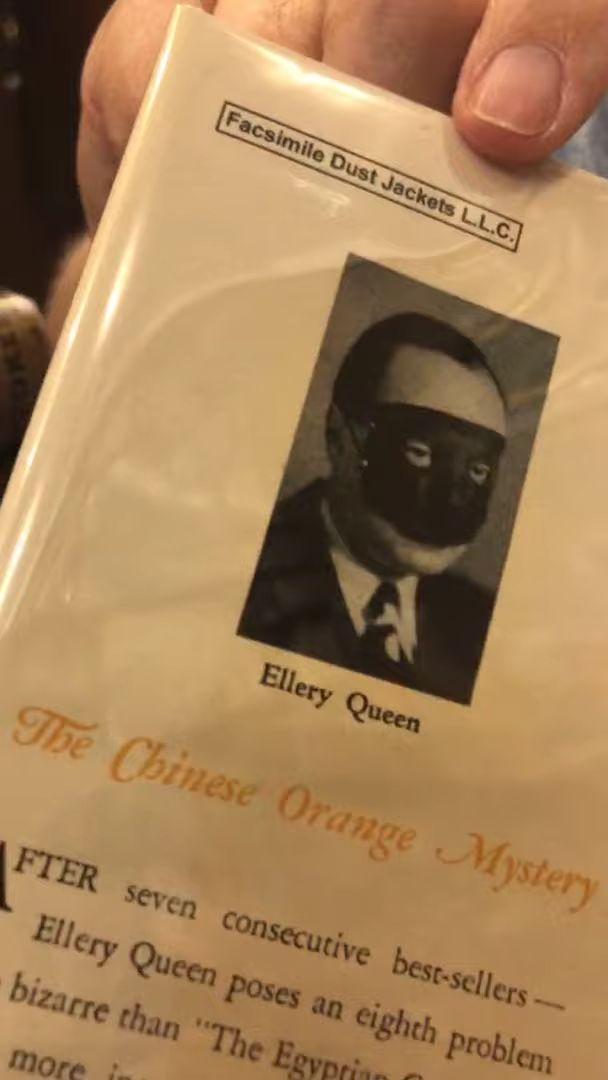 Facsimile Dust Jackets L.L.C.
Ellery Queen
The Chinese Orange Mystery
AFTER seven consecutive best-sellers —
Ellery Queen poses an eighth problem
bizarre than "The Egyptian
more